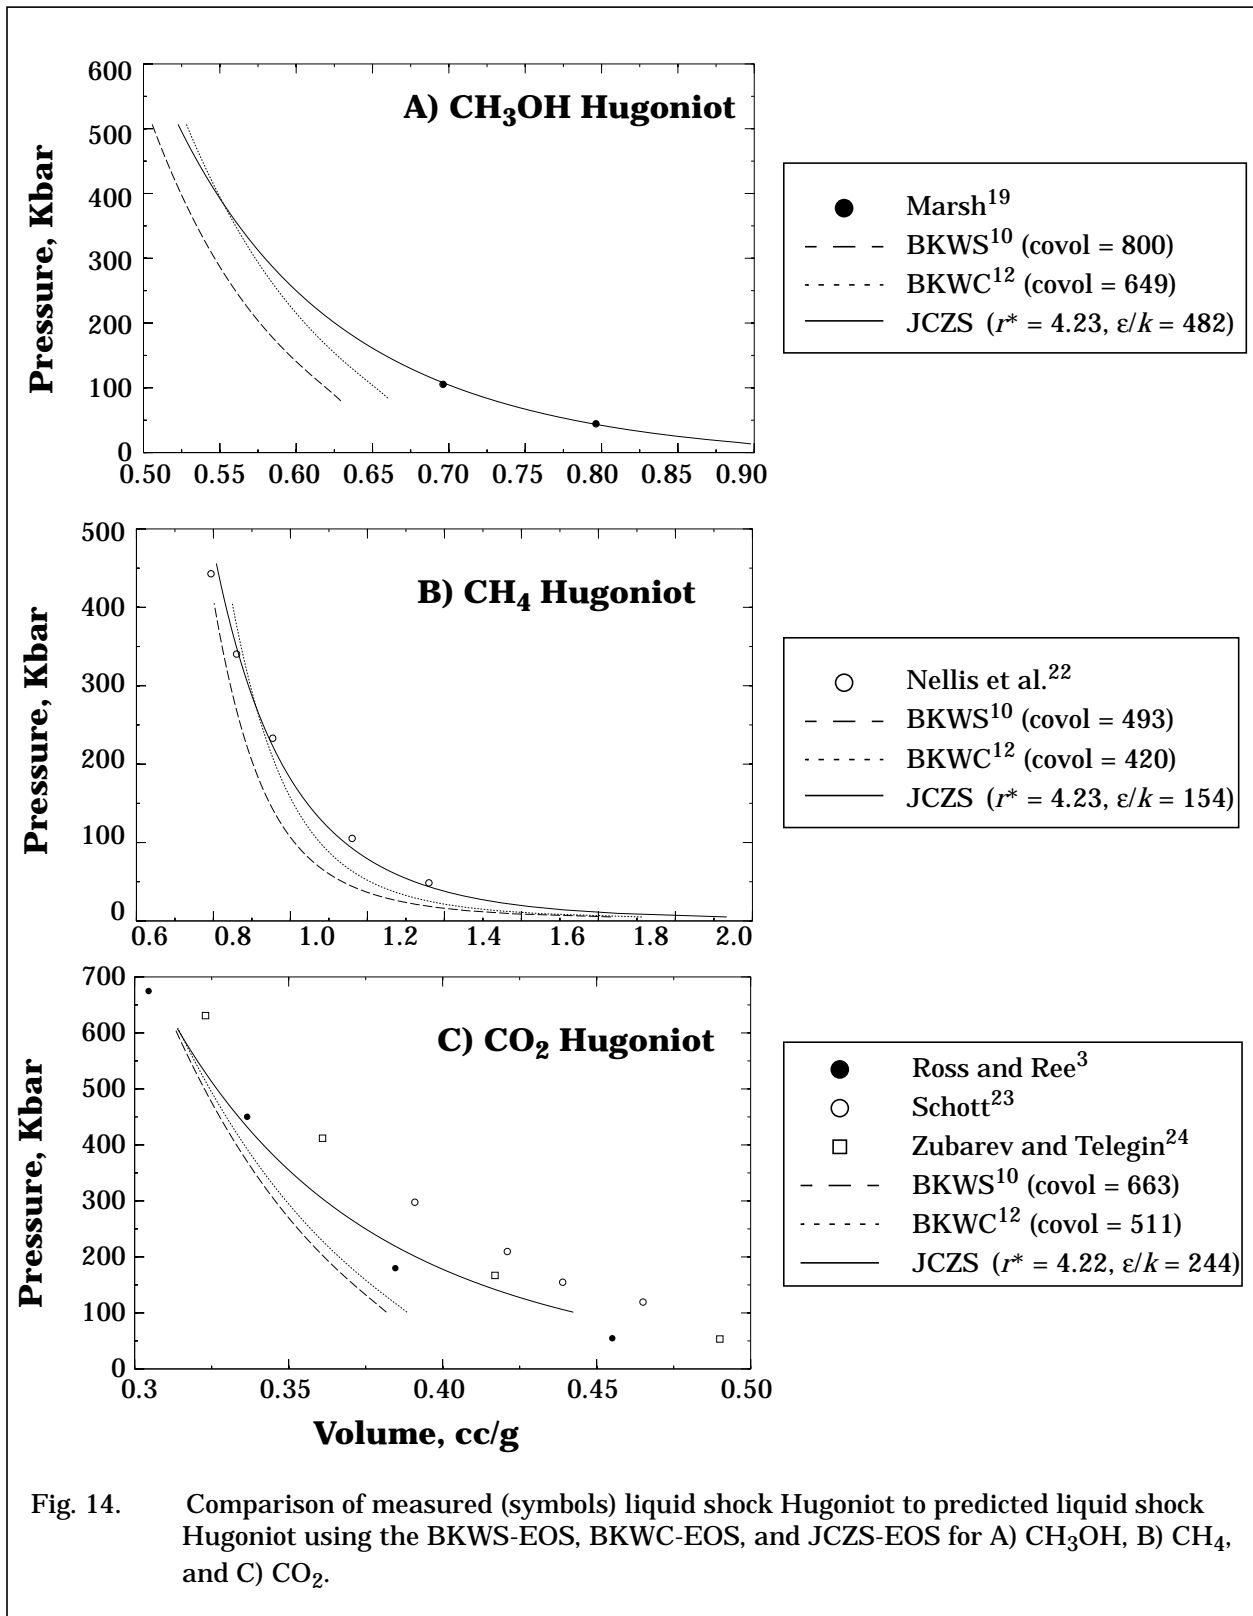 A) CH₃OH Hugoniot
Pressure, Kbar
600
500
400
300
200
100
0
0.50 0.55 0.60 0.65 0.70 0.75 0.80 0.85 0.90
Marsh¹⁹
BKWS¹⁰ (covol = 800)
BKWC¹² (covol = 649)
JCZS (r* = 4.23, ε/k = 482)
B) CH₄ Hugoniot
Pressure, Kbar
500
400
300
200
100
0
0.6 0.8 1.0 1.2 1.4 1.6 1.8 2.0
Nellis et al.²²
BKWS¹⁰ (covol = 493)
BKWC¹² (covol = 420)
JCZS (r* = 4.23, ε/k = 154)
C) CO₂ Hugoniot
Pressure, Kbar
700
600
500
400
300
200
100
0
0.3 0.35 0.40 0.45 0.50
Volume, cc/g
Ross and Ree³
Schott²³
Zubarev and Telegin²⁴
BKWS¹⁰ (covol = 663)
BKWC¹² (covol = 511)
JCZS (r* = 4.22, ε/k = 244)
Fig. 14. Comparison of measured (symbols) liquid shock Hugoniot to predicted liquid shock
Hugoniot using the BKWS-EOS, BKWC-EOS, and JCZS-EOS for A) CH₃OH, B) CH₄,
and C) CO₂.